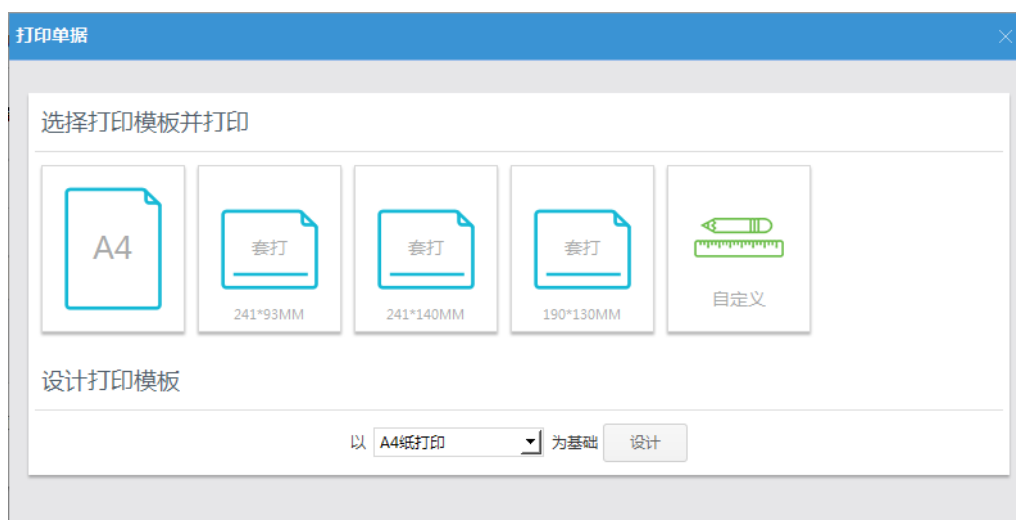 打印单据
选择打印模板并打印
A4
套打
241*93MM
套打
241*140MM
套打
190*130MM
自定义
设计打印模板
以 A4纸打印 为基础 设计